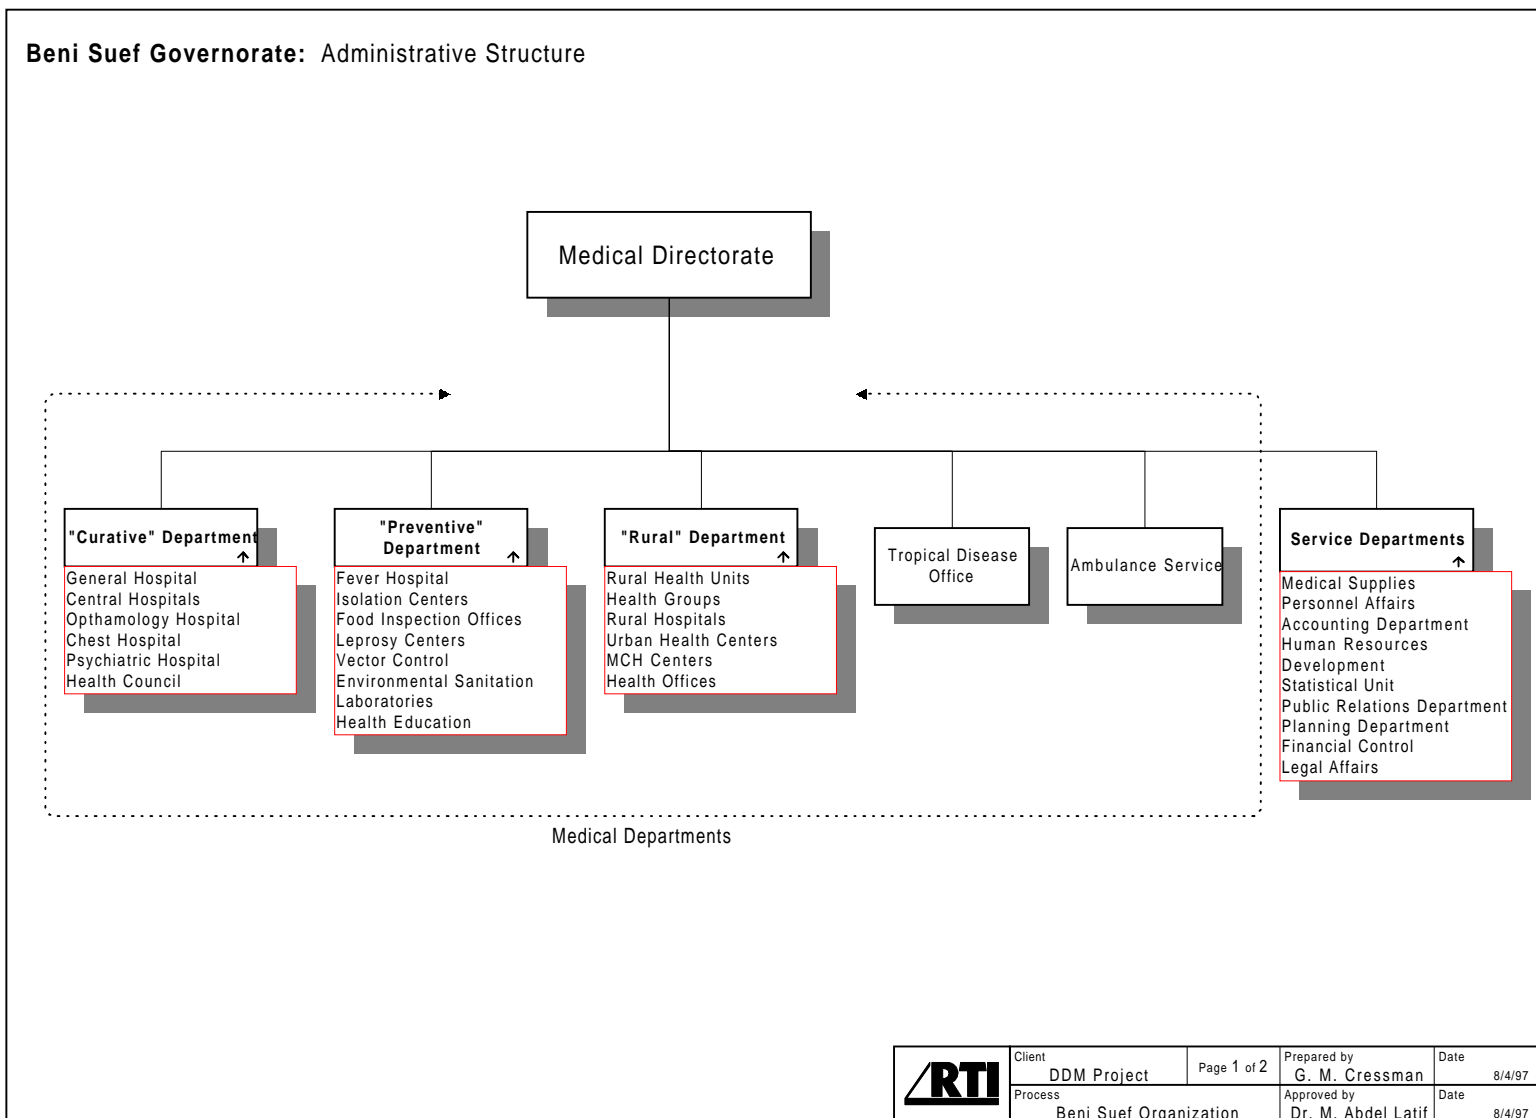 Beni Suef Governorate: Administrative Structure
Medical Directorate
"Curative" Department
General Hospital
Central Hospitals
Opthamology Hospital
Chest Hospital
Psychiatric Hospital
Health Council
"Preventive"
Department
Fever Hospital
Isolation Centers
Food Inspection Offices
Leprosy Centers
Vector Control
Environmental Sanitation
Laboratories
Health Education
"Rural" Department
Rural Health Units
Health Groups
Rural Hospitals
Urban Health Centers
MCH Centers
Health Offices
Tropical Disease
Office
Ambulance Service
Service Departments
Medical Supplies
Personnel Affairs
Accounting Department
Human Resources
Development
Statistical Unit
Public Relations Department
Planning Department
Financial Control
Legal Affairs
Medical Departments
RTI
Client
DDM Project
Page 1 of 2
Prepared by
G. M. Cressman
Date
8/4/97
Process
Beni Suef Organization
Approved by
Dr. M. Abdel Latif
Date
8/4/97